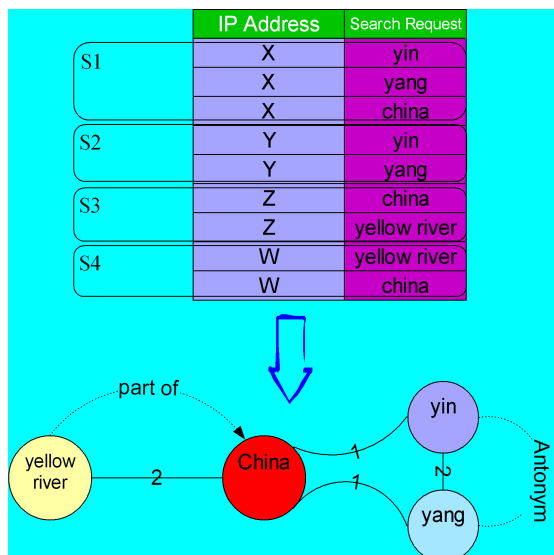 IP Address Search Request
S1
X yin
X yang
X china
S2
Y yin
Y yang
S3
Z china
Z yellow river
S4
W yellow river
W china
part of
yin
1
yellow
river
2
China
2
Antonym
1
yang